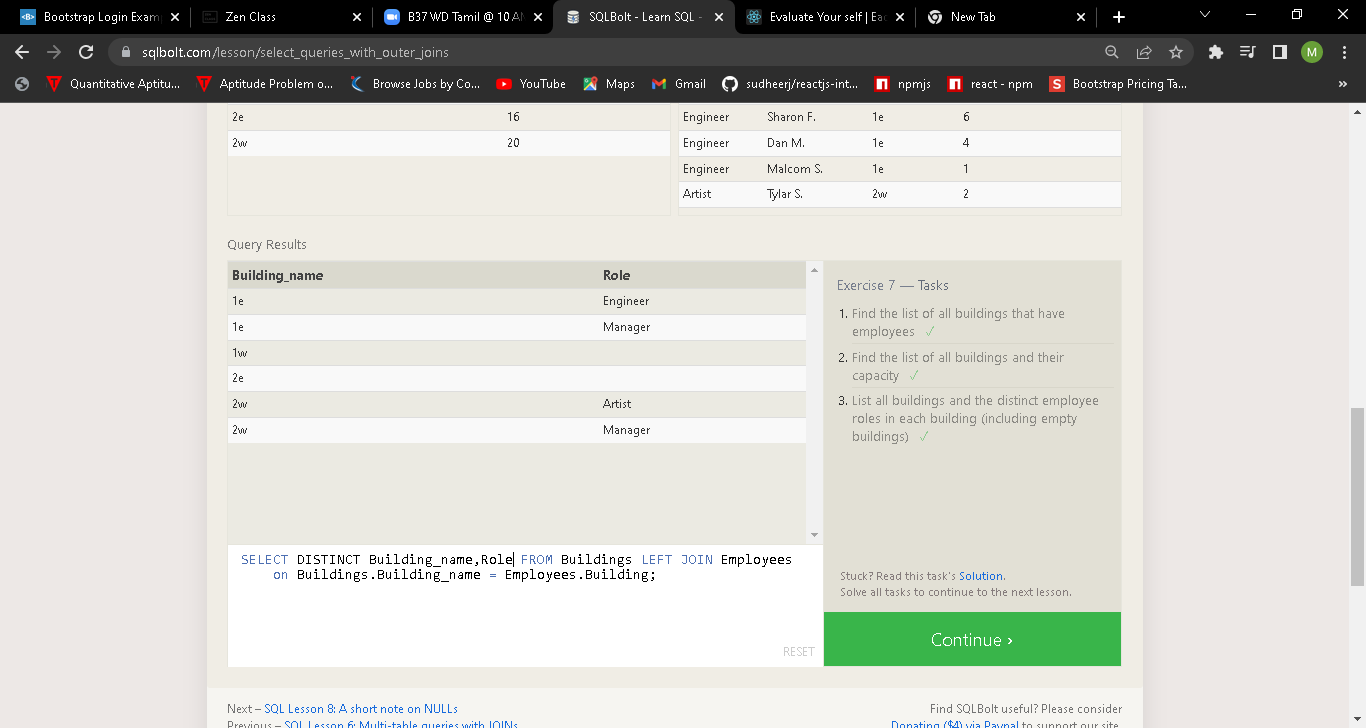 Bootstrap Login Exam
Zen Class
B37 WD Tamil @ 10 AM
SQLBolt - Learn SQL -
Evaluate Your self | Eac
New Tab
sqlbolt.com/lesson/select_queries_with_outer_joins
M
Quantitative Aptitu...
Aptitude Problem o...
Browse Jobs by Co...
YouTube
Maps
Gmail
sudheerj/reactjs-int...
npmjs
react - npm
Bootstrap Pricing Ta...
»
2e 16
2w 20
Engineer Sharon F. 1e 6
Engineer Dan M. 1e 4
Engineer Malcom S. 1e 1
Artist Tylar S. 2w 2
Query Results
Building_name Role
1e Engineer
1e Manager
1w
2e
2w Artist
2w Manager
SELECT DISTINCT Building_name,Role FROM Buildings LEFT JOIN Employees
on Buildings.Building_name = Employees.Building;
RESET
Exercise 7 — Tasks
1. Find the list of all buildings that have
employees ✓
2. Find the list of all buildings and their
capacity ✓
3. List all buildings and the distinct employee
roles in each building (including empty
buildings) ✓
Stuck? Read this task's Solution.
Solve all tasks to continue to the next lesson.
Continue ›
Next – SQL Lesson 8: A short note on NULLs
Previous – SQL Lesson 6: Multi-table queries with JOINs
Find SQLBolt useful? Please consider
Donating ($4) via Paypal to support our site.